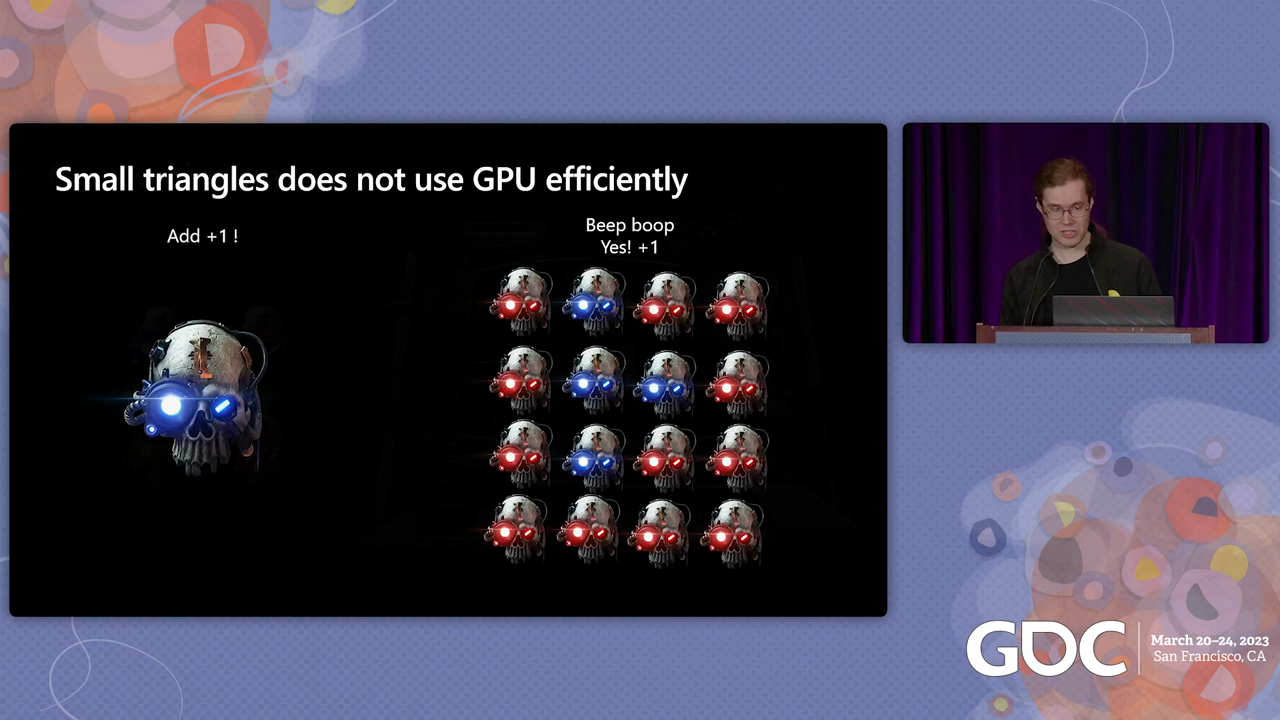 Small triangles does not use GPU efficiently
Add +1 !
Beep boop
Yes! +1
GDC
March 20–24, 2023
San Francisco, CA